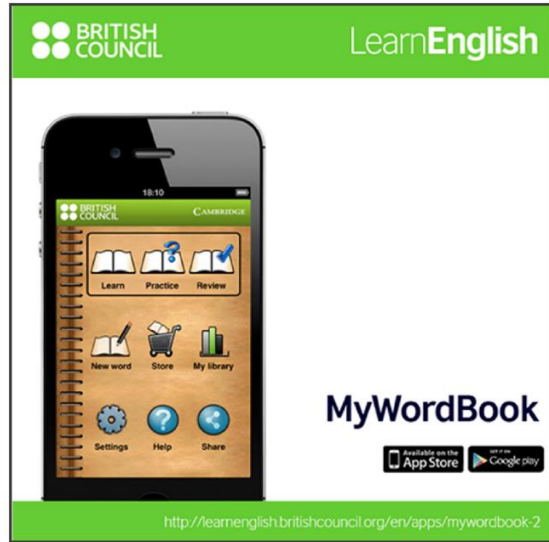 BRITISH
COUNCIL
LearnEnglish
18:10
BRITISH
COUNCIL
CAMBRIDGE
Learn Practice Review
New word Store My library
Settings Help Share
MyWordBook
Available on the
App Store
GET IT ON
Google play
http://learnenglish.britishcouncil.org/en/apps/mywordbook-2